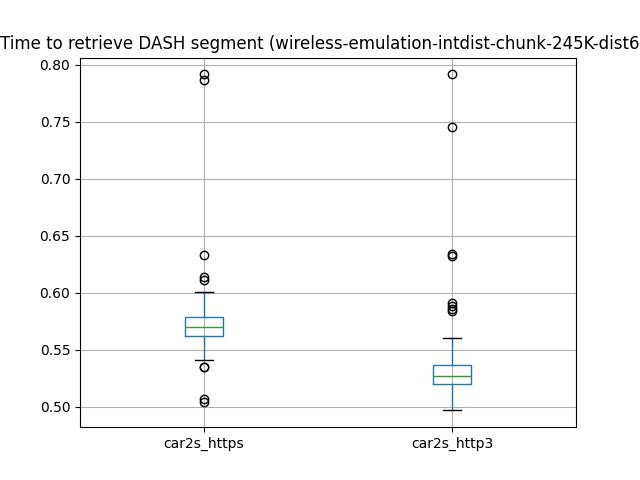 Time to retrieve DASH segment (wireless-emulation-intdist-chunk-245K-dist6
0.80
0.75
0.70
0.65
0.60
0.55
0.50
car2s_https
car2s_http3